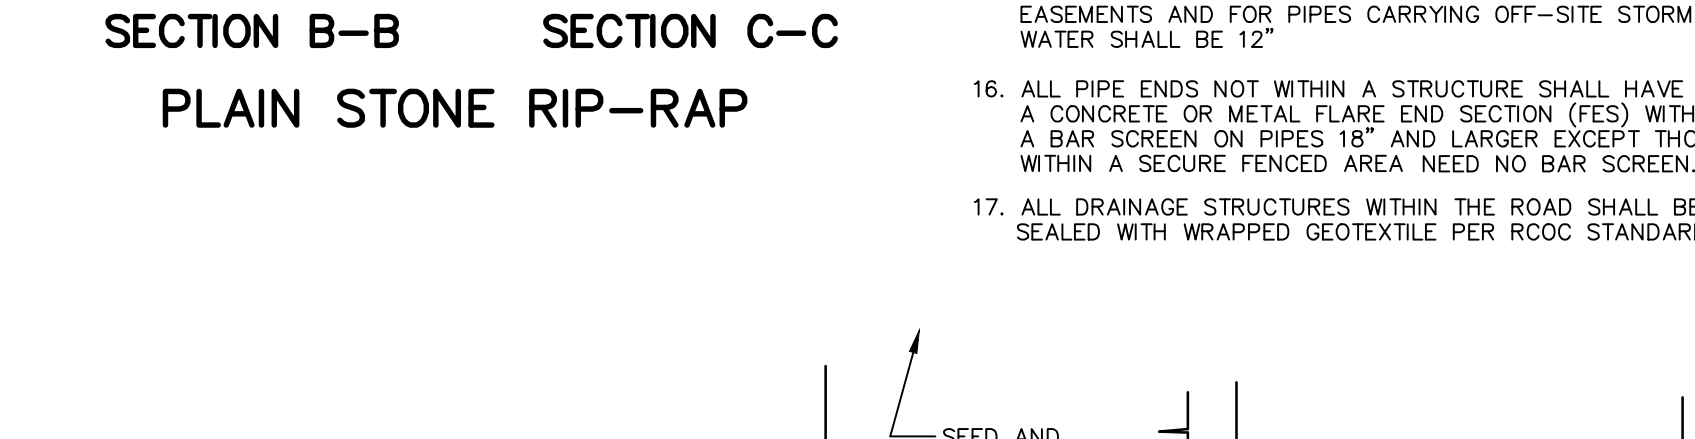 SECTION B–B
SECTION C–C
PLAIN STONE RIP–RAP
EASEMENTS AND FOR PIPES CARRYING OFF–SITE STORM
WATER SHALL BE 12"
16. ALL PIPE ENDS NOT WITHIN A STRUCTURE SHALL HAVE
A CONCRETE OR METAL FLARE END SECTION (FES) WITH
A BAR SCREEN ON PIPES 18" AND LARGER EXCEPT
WITHIN A SECURE FENCED AREA NEED NO BAR SCREEN.
17. ALL DRAINAGE STRUCTURES WITHIN THE ROAD SHALL BE
SEALED WITH WRAPPED GEOTEXTILE PER RCOC
SEED AND